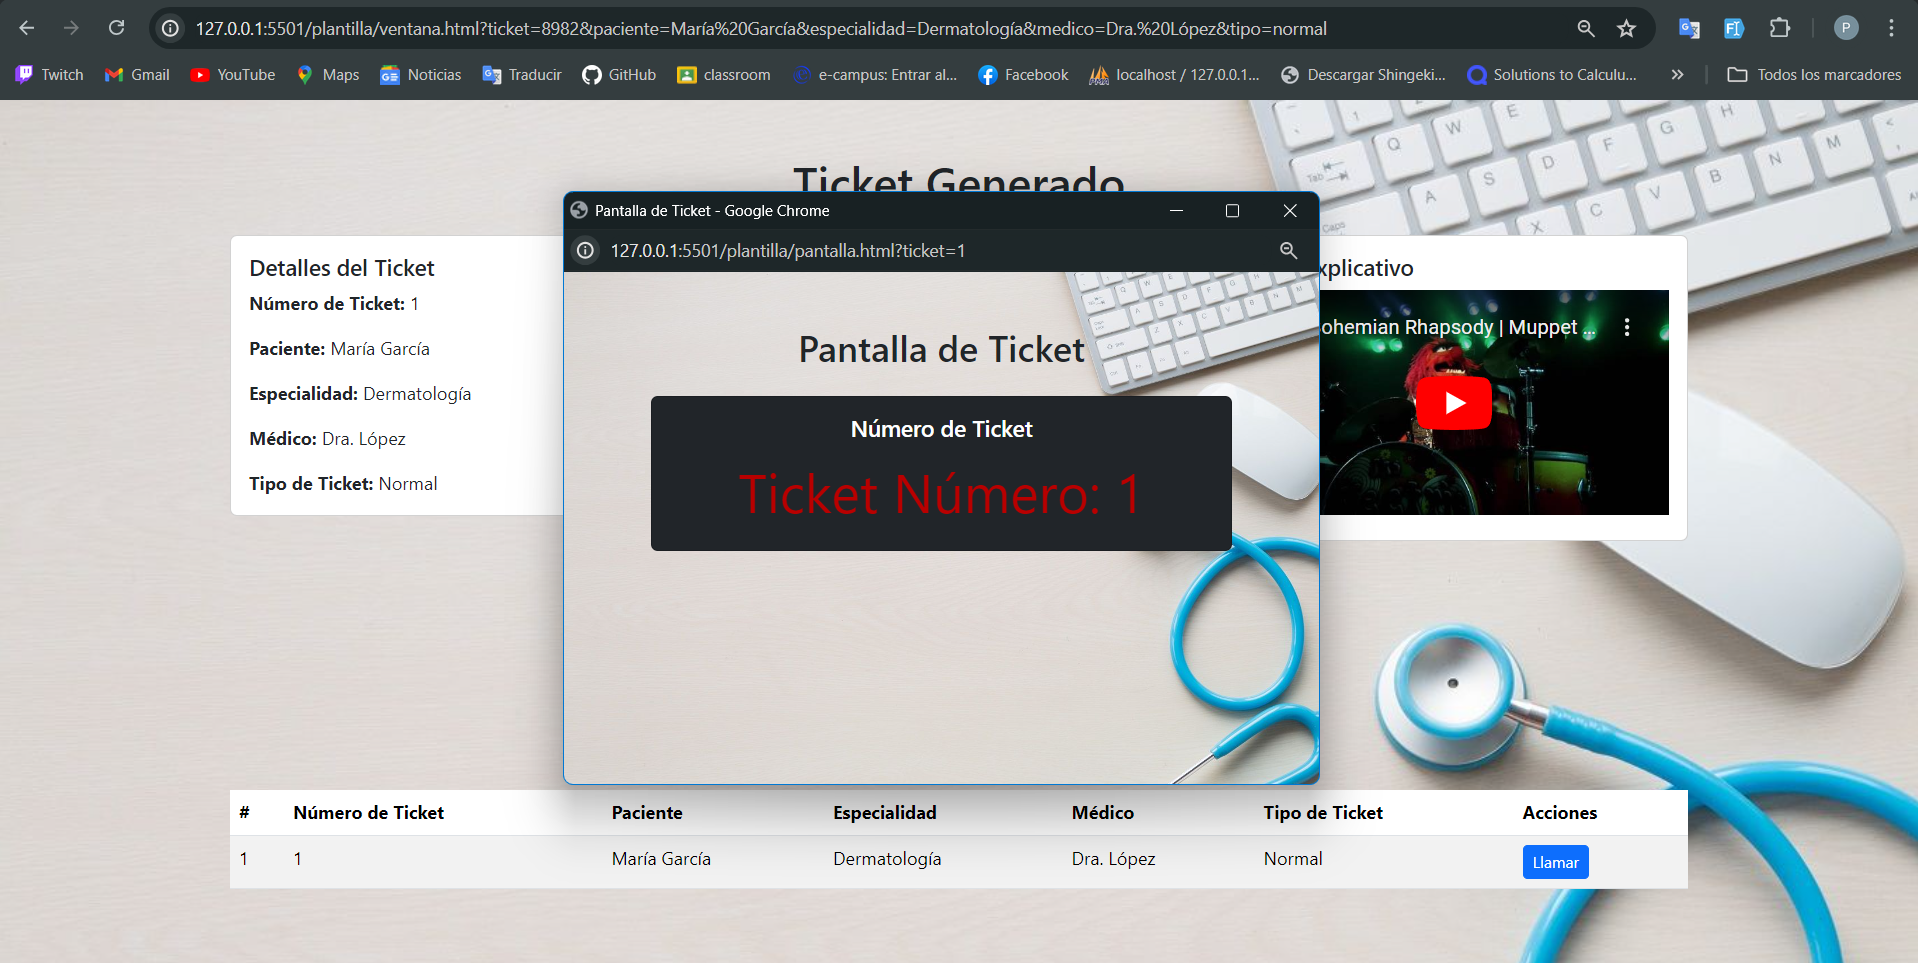 127.0.0.1:5501/plantilla/ventana.html?ticket=8982&paciente=María%20García&especialidad=Dermatología&medico=Dra.%20López&tipo=normal
P
Twitch
Gmail
YouTube
Maps
Noticias
Traducir
GitHub
classroom
e-campus: Entrar al...
Facebook
localhost / 127.0.0.1...
Descargar Shingeki...
Solutions to Calculu...
»
Todos los marcadores
Ticket Generado
Pantalla de Ticket - Google Chrome
127.0.0.1:5501/plantilla/pantalla.html?ticket=1
Pantalla de Ticket
Número de Ticket
Ticket Número: 1
Detalles del Ticket
Número de Ticket: 1
Paciente: María García
Especialidad: Dermatología
Médico: Dra. López
Tipo de Ticket: Normal
xplicativo
ohemian Rhapsody | Muppet ...
# Número de Ticket Paciente Especialidad Médico Tipo de Ticket Acciones
1 1 María García Dermatología Dra. López Normal Llamar